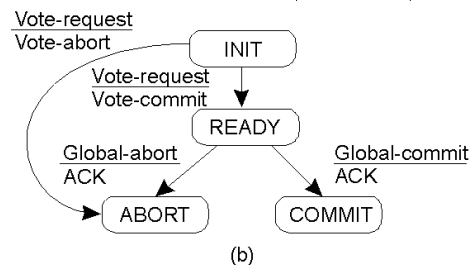 Vote-request
Vote-abort
INIT
Vote-request
Vote-commit
READY
Global-abort
ACK
Global-commit
ACK
ABORT
COMMIT
(b)